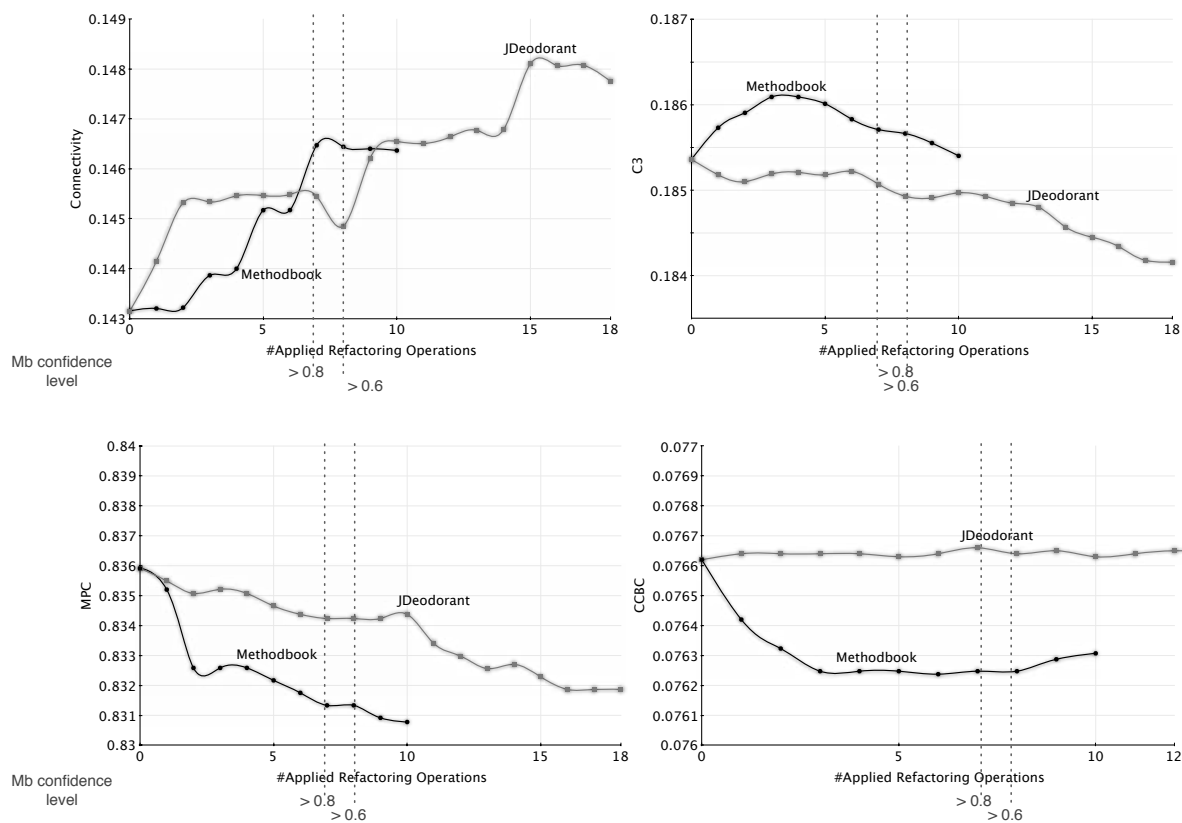 0.149
0.148
0.147
0.146
0.145
0.144
0.143
Connectivity
JDeodorant
Methodbook
0 5 10 15 18
#Applied Refactoring Operations
Mb confidence
level
> 0.8
> 0.6
0.187
0.186
0.185
0.184
C3
Methodbook
JDeodorant
0 5 10 15 18
#Applied Refactoring Operations
> 0.8
> 0.6
0.84
0.839
0.838
0.837
0.836
0.835
0.834
0.833
0.832
0.831
0.83
MPC
JDeodorant
Methodbook
0 5 10 15 18
#Applied Refactoring Operations
Mb confidence
level
> 0.8
> 0.6
0.077
0.0769
0.0768
0.0767
0.0766
0.0765
0.0764
0.0763
0.0762
0.0761
0.076
CCBC
JDeodorant
Methodbook
0 5 10 12
#Applied Refactoring Operations
> 0.8
> 0.6